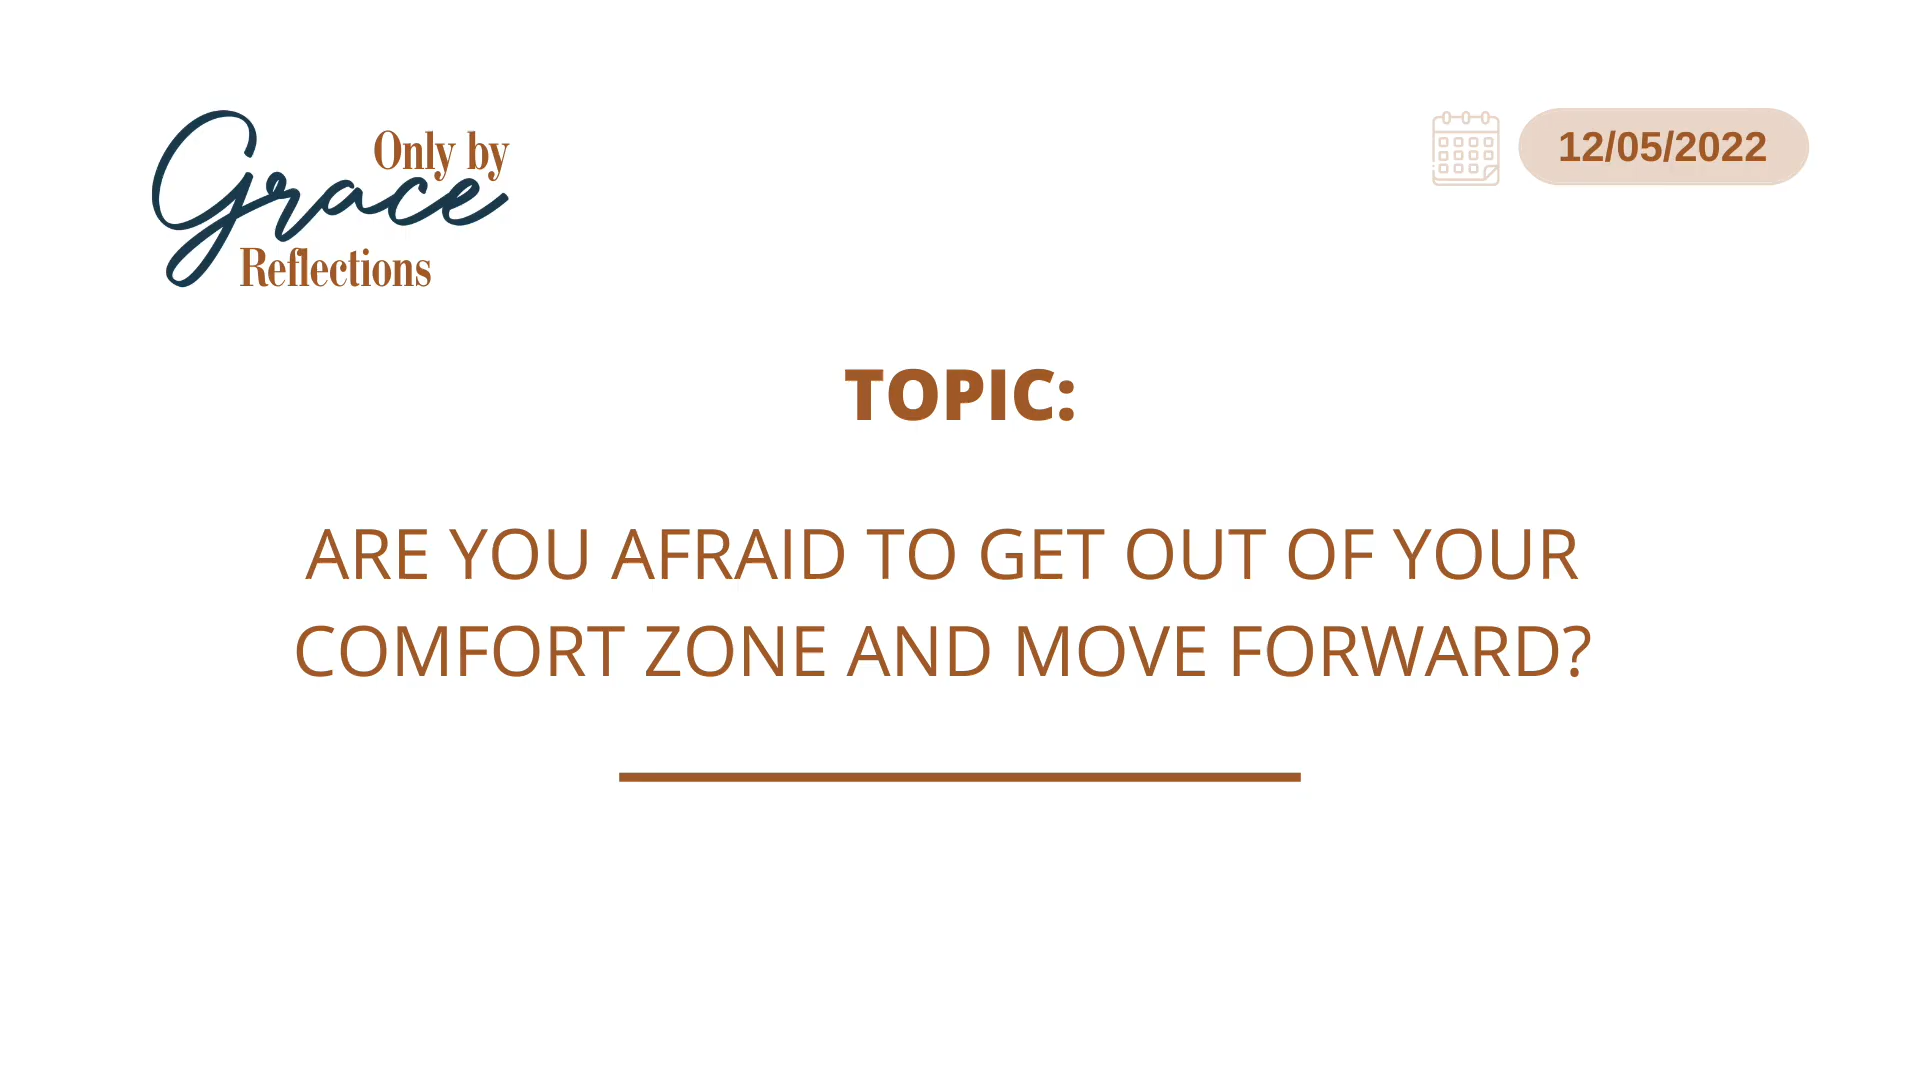 Only by
Grace
Reflections
12/05/2022
TOPIC:
ARE YOU AFRAID TO GET OUT OF YOUR
COMFORT ZONE AND MOVE FORWARD?